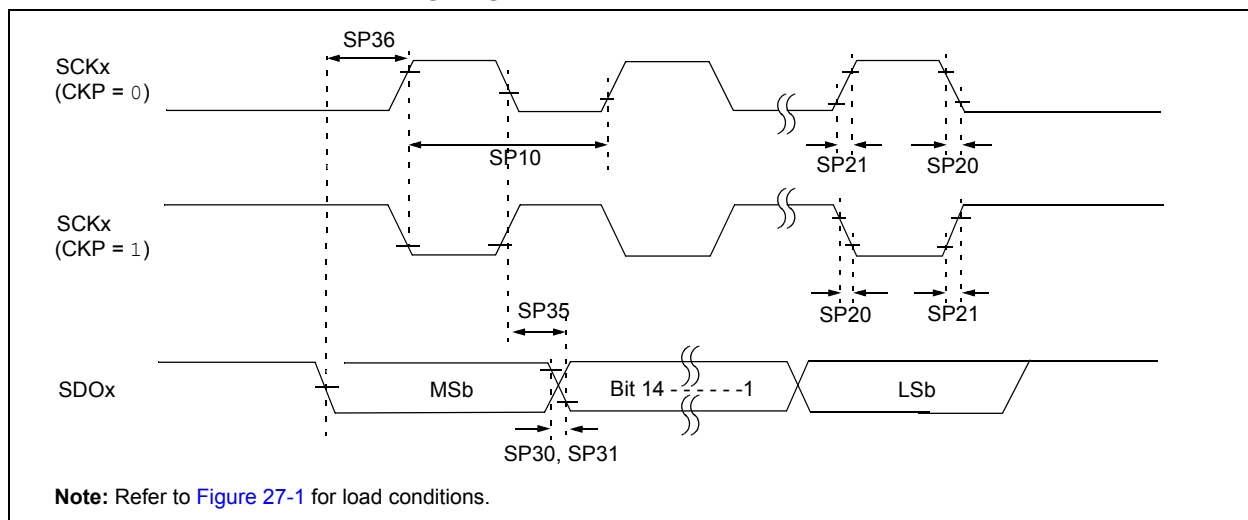 SP36
SCKx
(CKP = 0)
SP10
SP21
SP20
SCKx
(CKP = 1)
SP35
SP20
SP21
SDOx
MSb
Bit 14 - - - - - -1
LSb
SP30, SP31
Note: Refer to Figure 27-1 for load conditions.